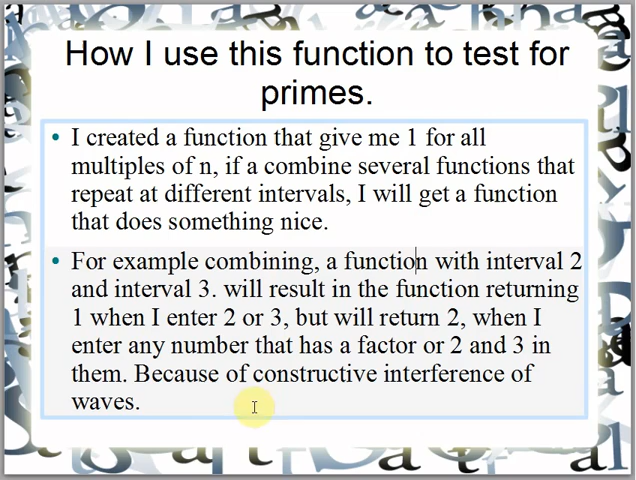 How I use this function to test for
primes.
• I created a function that give me 1 for all
multiples of n, if a combine several functions that
repeat at different intervals, I will get a function
that does something nice.
• For example combining, a function with interval 2
and interval 3. will result in the function returning
1 when I enter 2 or 3, but will return 2, when I
enter any number that has a factor or 2 and 3 in
them. Because of constructive interference of
waves.